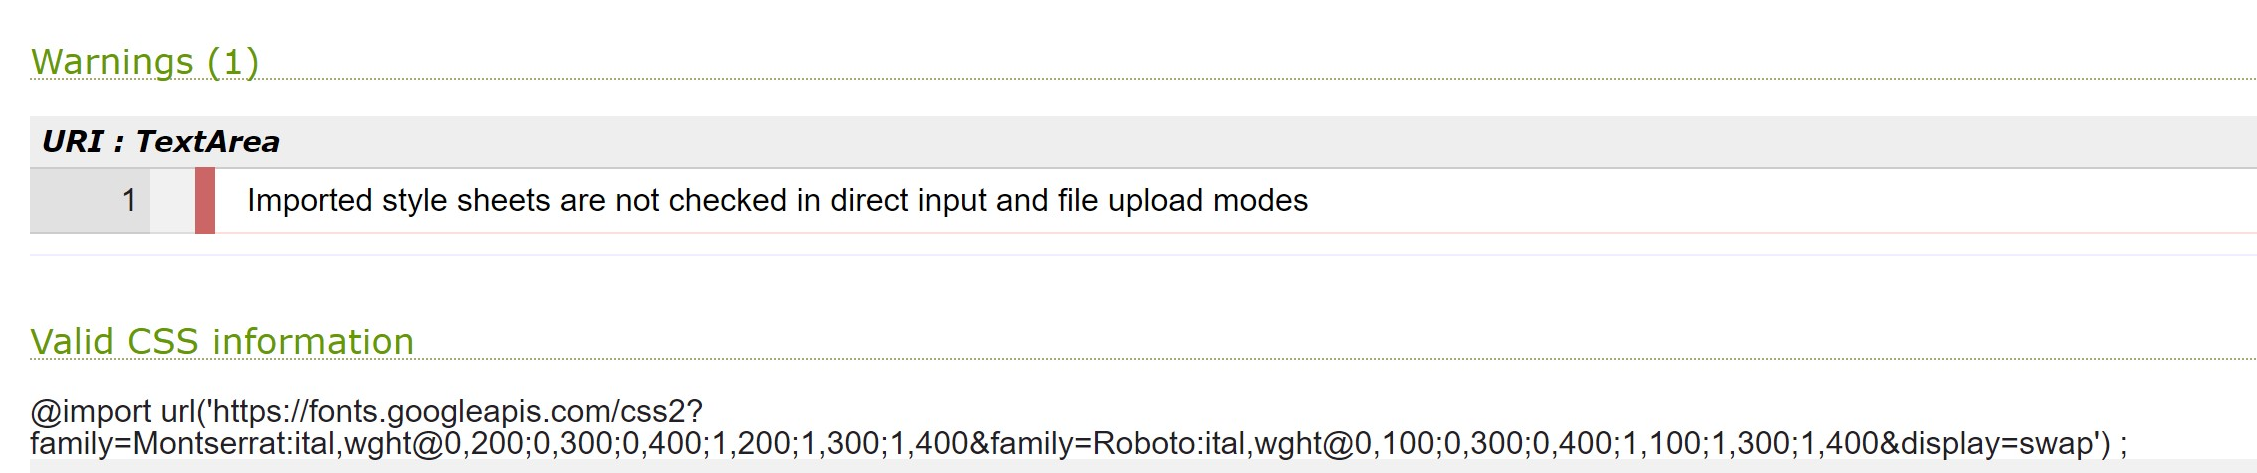 Warnings (1)
URI : TextArea
1 Imported style sheets are not checked in direct input and file upload modes
Valid CSS information
@import url('https://fonts.googleapis.com/css2?
family=Montserrat:ital,wght@0,200;0,300;0,400;1,200;1,300;1,400&family=Roboto:ital,wght@0,100;0,300;0,400;1,100;1,300;1,400&display=swap') ;